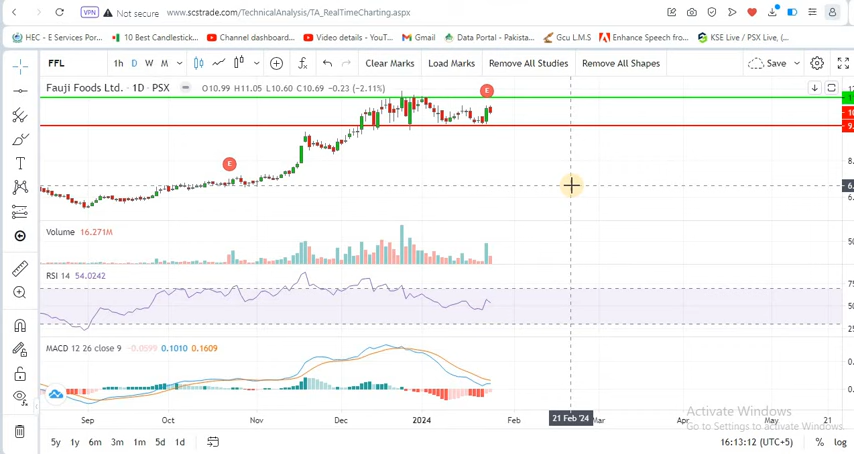 VPN Not secure www.scstrade.com/TechnicalAnalysis/TA_RealTimeCharting.aspx
HEC - E Services Por... 10 Best Candlestick... Channel dashboard... Video details - YouT... Gmail Data Portal - Pakista... Gcu L.M.S Enhance Speech from... KSE Live / PSX Live, (...
FFL 1h D W M Clear Marks Load Marks Remove All Studies Remove All Shapes Save
Fauji Foods Ltd. · 1D · PSX O10.99 H11.05 L10.60 C10.69 -0.23 (-2.11%)
E
E
Volume 16.271M
RSI 14 54.0242
MACD 12 26 close 9 -0.0599 0.1010 0.1609
Sep Oct Nov Dec 2024 Feb 21 Feb '24 Mar Apr May 21
Activate Windows
Go to Settings to activate Windows.
5y 1y 6m 3m 1m 5d 1d 16:13:12 (UTC+5) % log